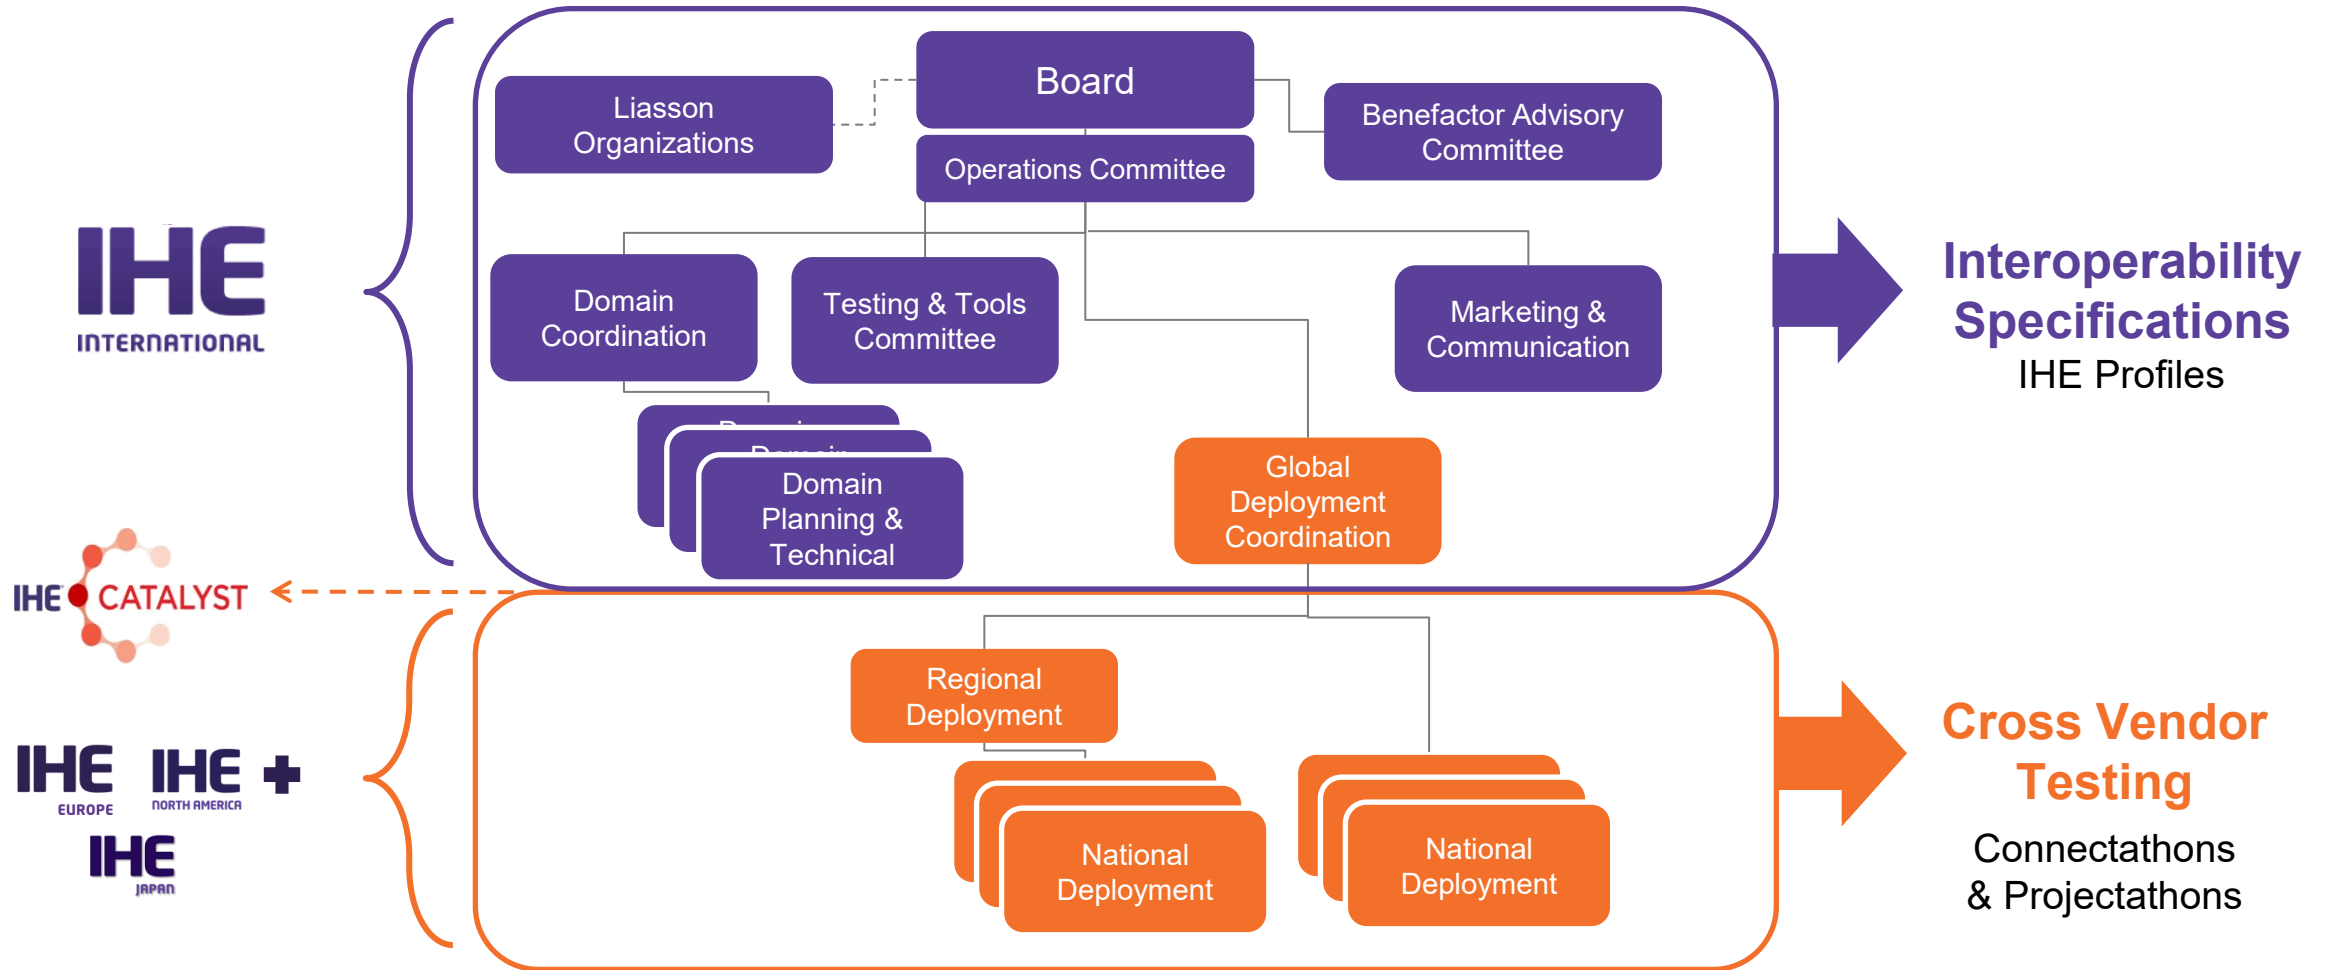 Board
Liasson
Organizations
Benefactor Advisory
Committee
Operations Committee
IHE
INTERNATIONAL
Domain
Coordination
Testing & Tools
Committee
Marketing &
Communication
Interoperability
Specifications
IHE Profiles
Domain
Domain
Domain
Planning &
Technical
Global
Deployment
Coordination
IHE CATALYST
Regional
Deployment
IHE
EUROPE
IHE
NORTH AMERICA
+
IHE
JAPAN
National
Deployment
National
Deployment
Cross Vendor
Testing
Connectathons
& Projectathons